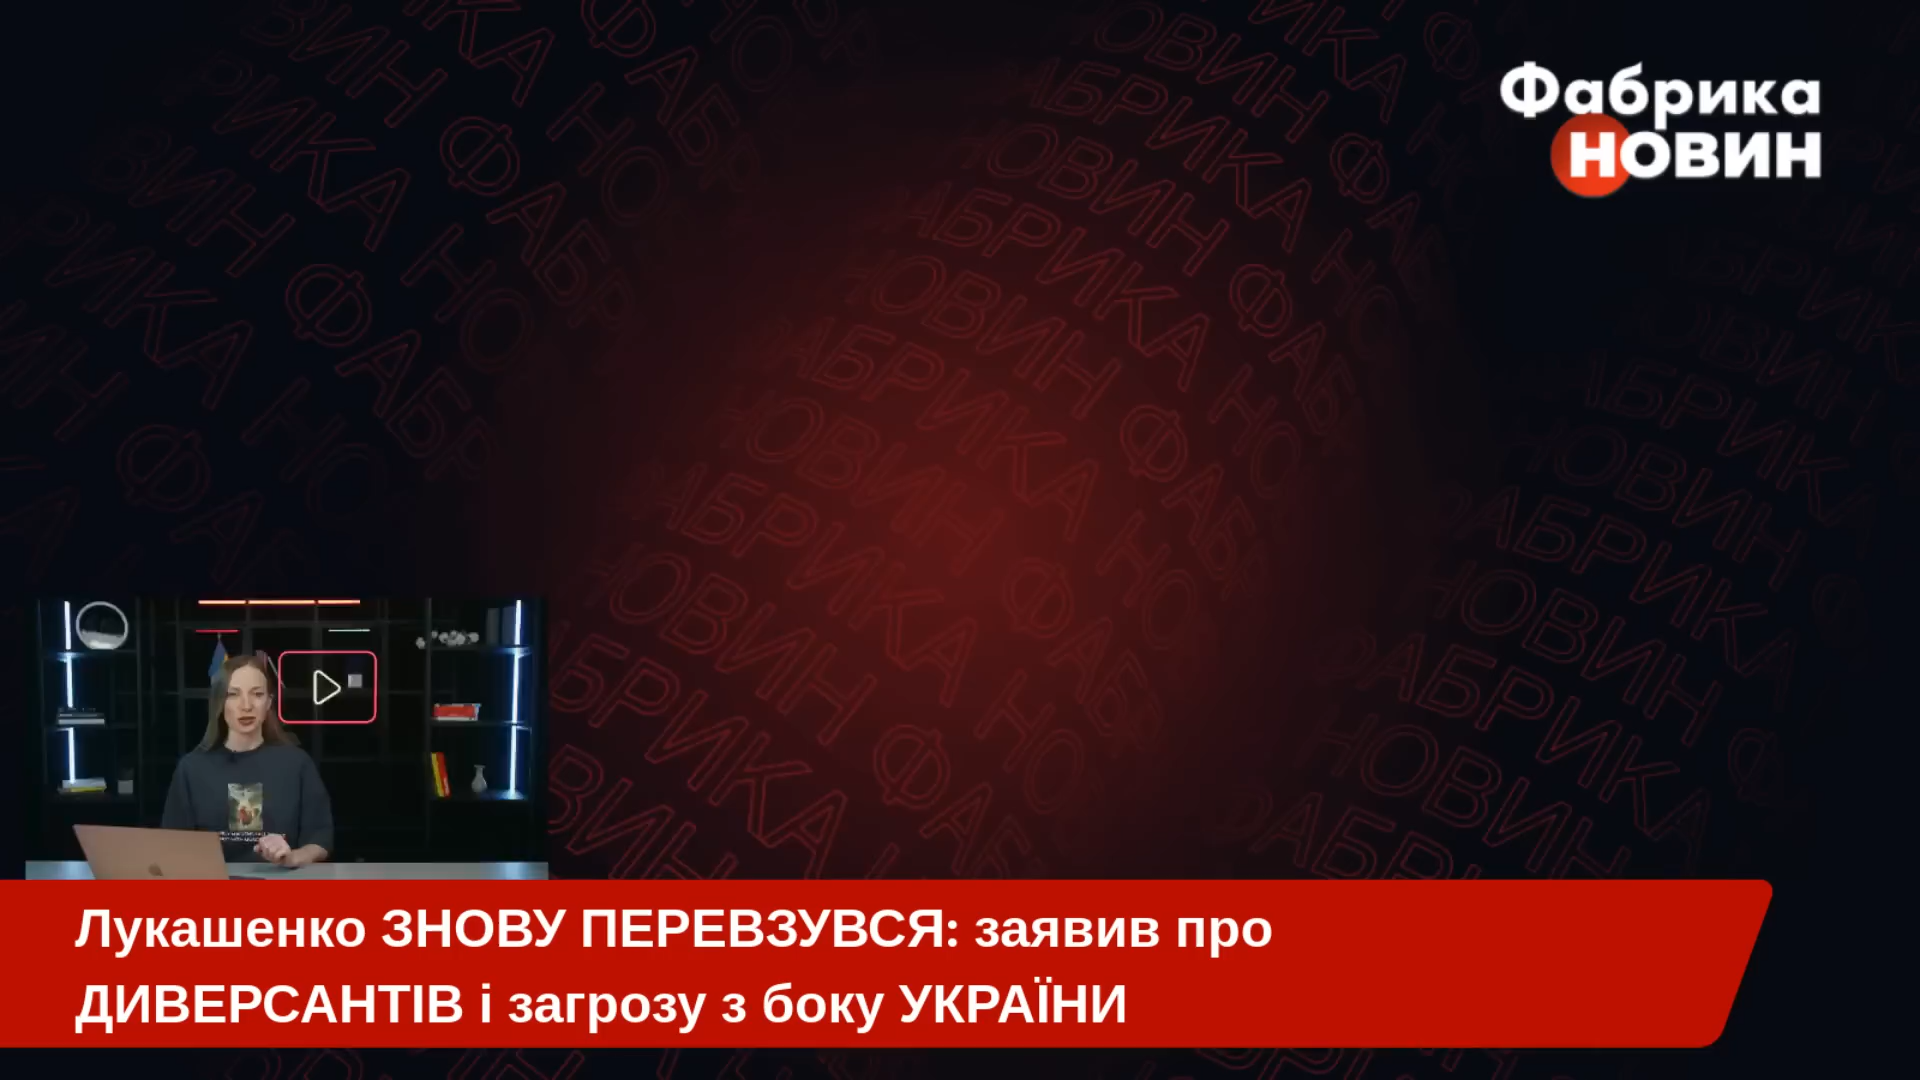 Фабрика
новин
Лукашенко ЗНОВУ ПЕРЕВЗУВСЯ: заявив про
ДИВЕРСАНТІВ і загрозу з боку УКРАЇНИ